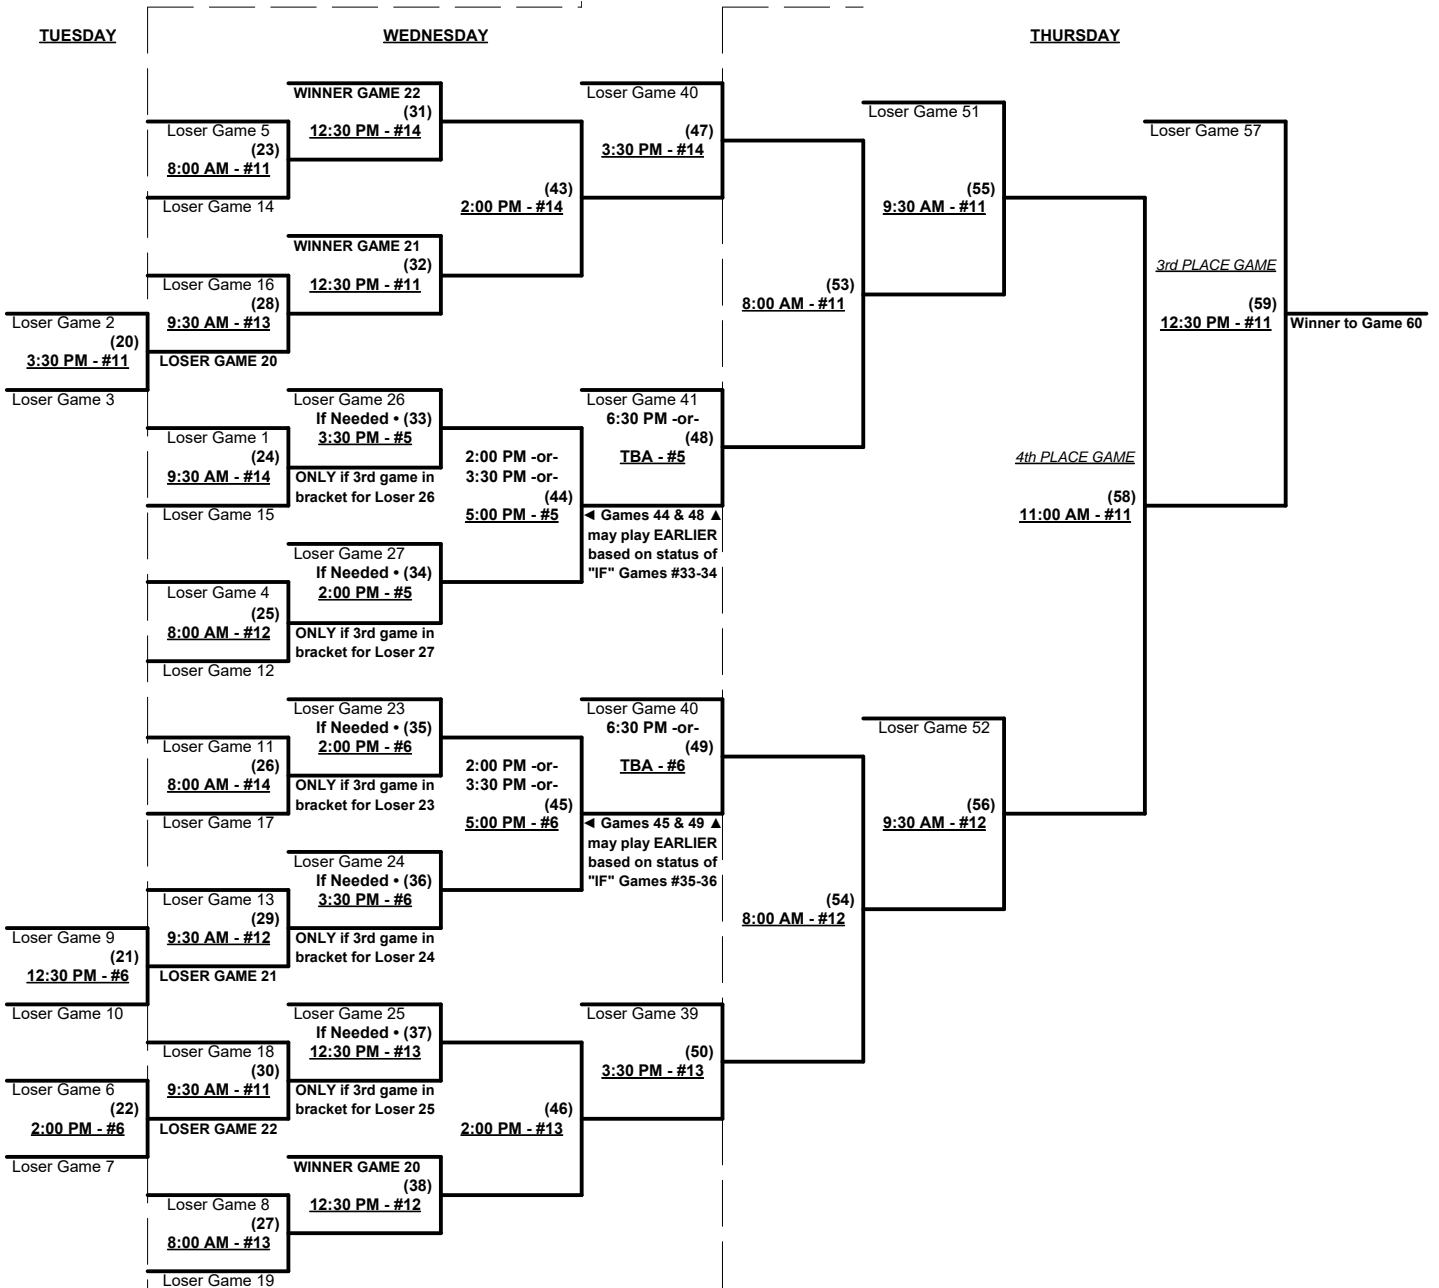 TUESDAY
WEDNESDAY
THURSDAY
Loser Game 2
(20)
3:30 PM - #11
Loser Game 3
Loser Game 9
(21)
12:30 PM - #6
Loser Game 10
Loser Game 6
(22)
2:00 PM - #6
Loser Game 7
Loser Game 5
(23)
8:00 AM - #11
Loser Game 14
Loser Game 16
(28)
9:30 AM - #13
LOSER GAME 20
Loser Game 1
(24)
9:30 AM - #14
Loser Game 15
Loser Game 4
(25)
8:00 AM - #12
Loser Game 12
Loser Game 11
(26)
8:00 AM - #14
Loser Game 17
Loser Game 13
(29)
9:30 AM - #12
LOSER GAME 21
Loser Game 18
(30)
9:30 AM - #11
LOSER GAME 22
Loser Game 8
(27)
8:00 AM - #13
Loser Game 19
WINNER GAME 22
(31)
12:30 PM - #14
WINNER GAME 21
(32)
12:30 PM - #11
Loser Game 26
If Needed • (33)
3:30 PM - #5
ONLY if 3rd game in
bracket for Loser 26
Loser Game 27
If Needed • (34)
2:00 PM - #5
ONLY if 3rd game in
bracket for Loser 27
Loser Game 23
If Needed • (35)
2:00 PM - #6
ONLY if 3rd game in
bracket for Loser 23
Loser Game 24
If Needed • (36)
3:30 PM - #6
ONLY if 3rd game in
bracket for Loser 24
Loser Game 25
If Needed • (37)
12:30 PM - #13
ONLY if 3rd game in
bracket for Loser 25
WINNER GAME 20
(38)
12:30 PM - #12
(43)
2:00 PM - #14
2:00 PM -or-
3:30 PM -or-
(44)
5:00 PM - #5
2:00 PM -or-
3:30 PM -or-
(45)
5:00 PM - #6
(46)
2:00 PM - #13
Loser Game 40
(47)
3:30 PM - #14
Loser Game 41
6:30 PM -or-
(48)
TBA - #5
◄ Games 44 & 48 ▲
may play EARLIER
based on status of
"IF" Games #33-34
Loser Game 40
6:30 PM -or-
(49)
TBA - #6
◄ Games 45 & 49 ▲
may play EARLIER
based on status of
"IF" Games #35-36
Loser Game 39
(50)
3:30 PM - #13
(53)
8:00 AM - #11
(54)
8:00 AM - #12
Loser Game 51
(55)
9:30 AM - #11
Loser Game 52
(56)
9:30 AM - #12
4th PLACE GAME
(58)
11:00 AM - #11
Loser Game 57
3rd PLACE GAME
(59)
12:30 PM - #11
Winner to Game 60